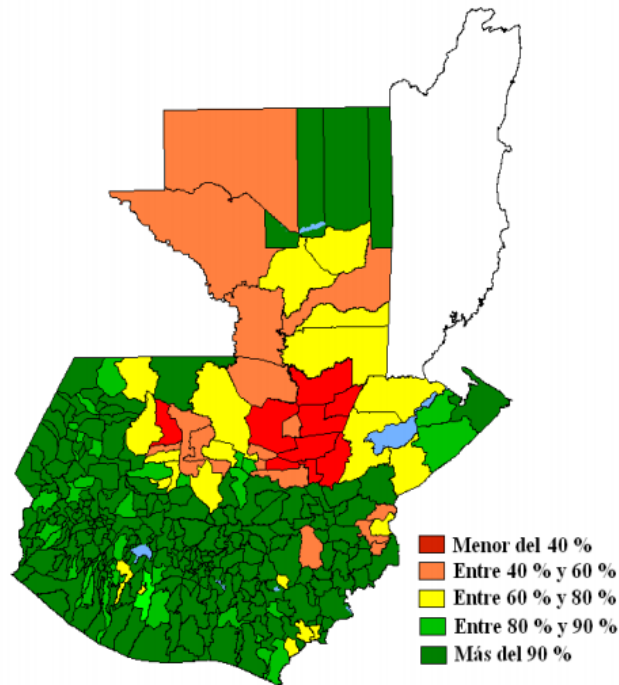 Menor del 40 %
Entre 40 % y 60 %
Entre 60 % y 80 %
Entre 80 % y 90 %
Más del 90 %